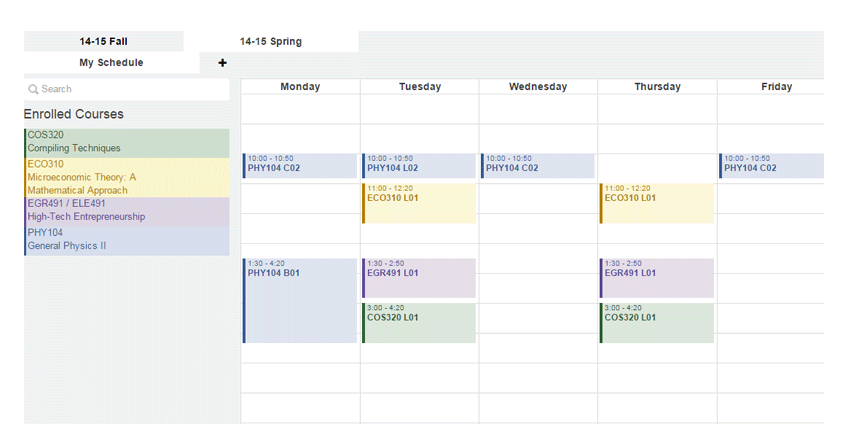 14-15 Fall
14-15 Spring
My Schedule
+
Search
Enrolled Courses
COS320
Compiling Techniques
ECO310
Microeconomic Theory: A
Mathematical Approach
EGR491 / ELE491
High-Tech Entrepreneurship
PHY104
General Physics II
Monday
Tuesday
Wednesday
Thursday
Friday
10:00 - 10:50
PHY104 C02
10:00 - 10:50
PHY104 L02
10:00 - 10:50
PHY104 C02
10:00 - 10:50
PHY104 C02
11:00 - 12:20
ECO310 L01
11:00 - 12:20
ECO310 L01
1:30 - 4:20
PHY104 B01
1:30 - 2:50
EGR491 L01
1:30 - 2:50
EGR491 L01
3:00 - 4:20
COS320 L01
3:00 - 4:20
COS320 L01